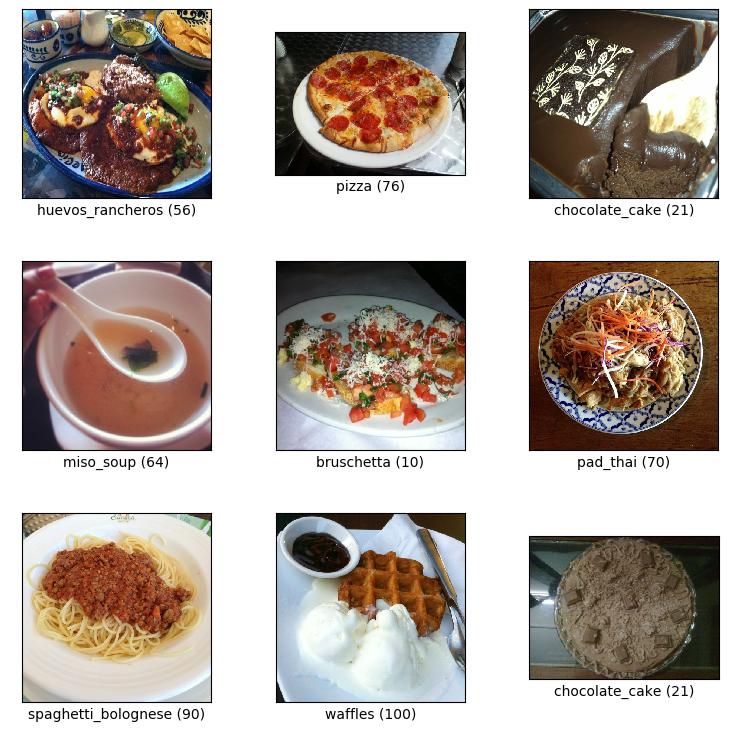 huevos_rancheros (56)
pizza (76)
chocolate_cake (21)
miso_soup (64)
bruschetta (10)
pad_thai (70)
spaghetti_bolognese (90)
waffles (100)
chocolate_cake (21)